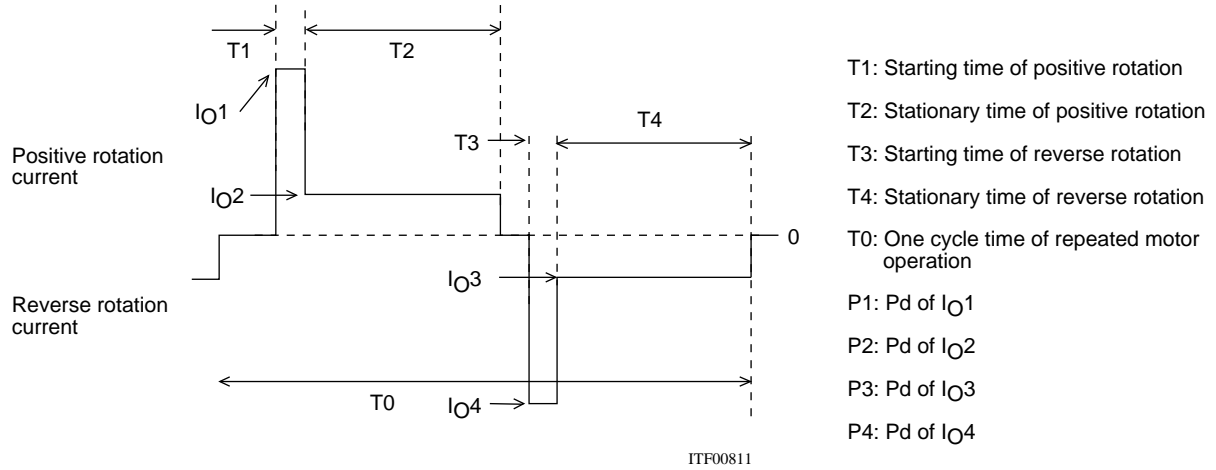 T1
T2
IO1
T3
T4
Positive rotation
current
IO2
0
IO3
Reverse rotation
current
T0
IO4
ITF00811
T1: Starting time of positive rotation
T2: Stationary time of positive rotation
T3: Starting time of reverse rotation
T4: Stationary time of reverse rotation
T0: One cycle time of repeated motor
operation
P1: Pd of IO1
P2: Pd of IO2
P3: Pd of IO3
P4: Pd of IO4